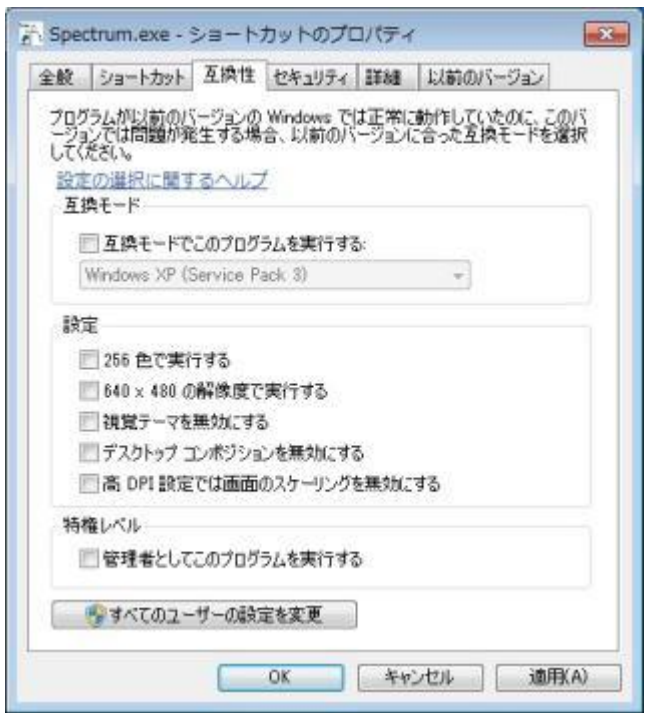 Spectrum.exe - ショートカットのプロパティ
全般 ショートカット 互換性 セキュリティ 詳細 以前のバージョン
プログラムが以前のバージョンの Windows では正常に動作していたのに、このバ
ージョンでは問題が発生する場合、以前のバージョンに合った互換モードを選択
してください。
設定の選択に関するヘルプ
互換モード
互換モードでこのプログラムを実行する:
Windows XP (Service Pack 3)
設定
256 色で実行する
640 x 480 の解像度で実行する
視覚テーマを無効にする
デスクトップ コンポジションを無効にする
高 DPI 設定では画面のスケーリングを無効にする
特権レベル
管理者としてこのプログラムを実行する
すべてのユーザーの設定を変更
OK キャンセル 適用(A)